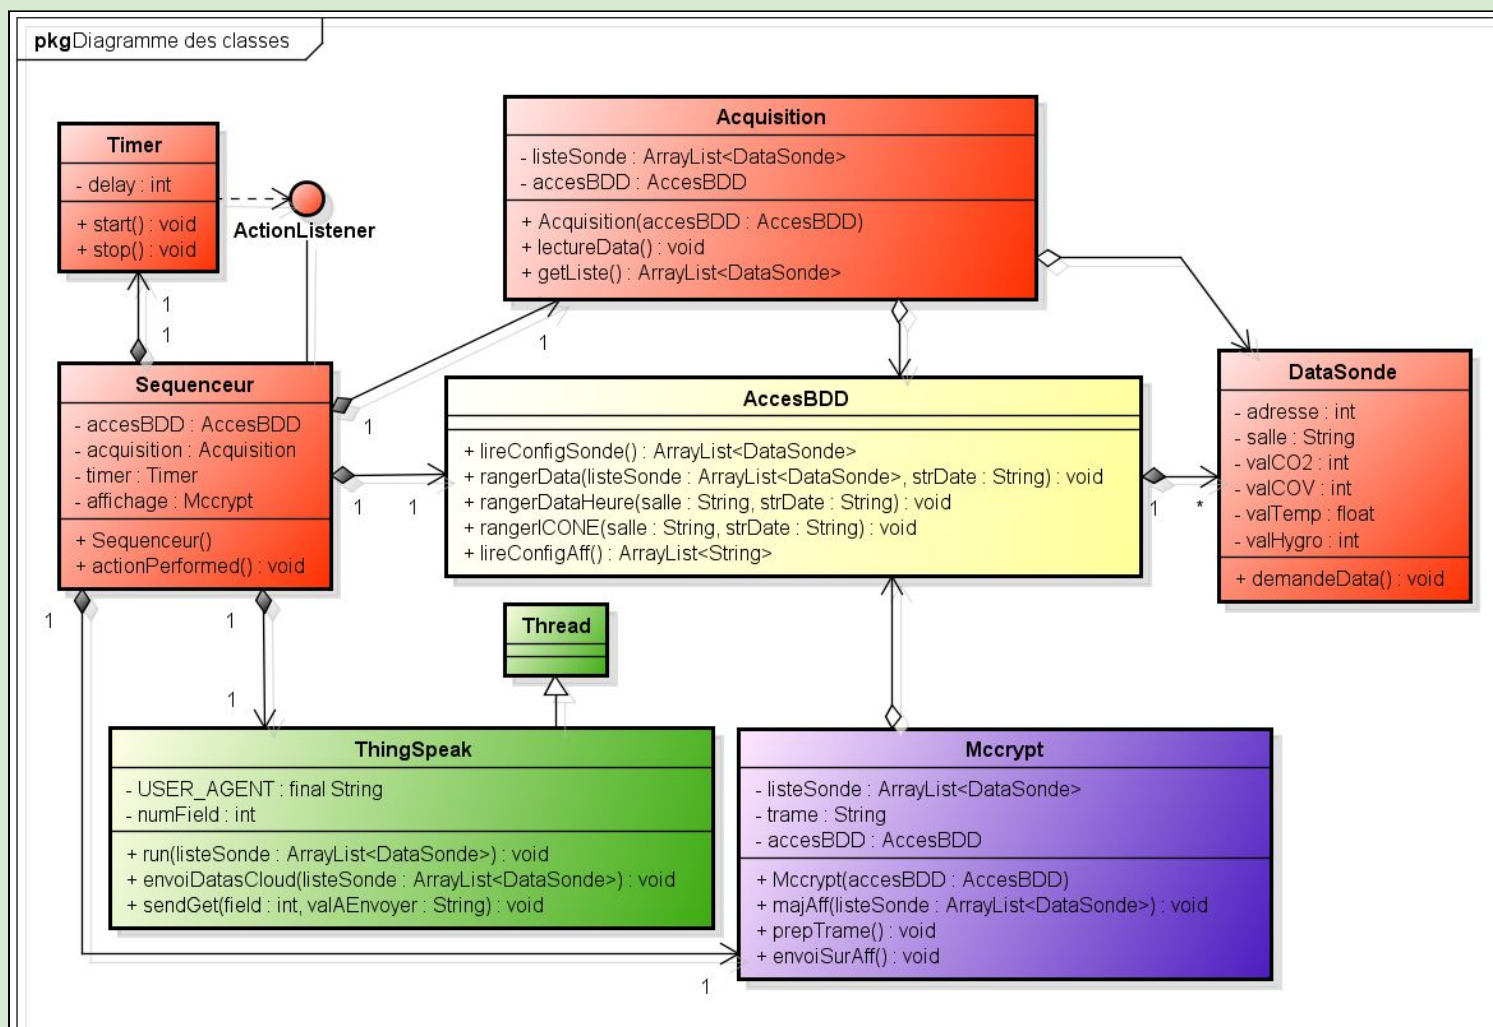 pkgDiagramme des classes
Timer
- delay : int
+ start() : void
+ stop() : void
ActionListener
Acquisition
- listeSonde : ArrayList<DataSonde>
- accesBDD : AccesBDD
+ Acquisition(accesBDD : AccesBDD)
+ lectureData() : void
+ getListe() : ArrayList<DataSonde>
1
1
1
1
Sequenceur
- accesBDD : AccesBDD
- acquisition : Acquisition
- timer : Timer
- affichage : Mccrypt
+ Sequenceur()
+ actionPerformed() : void
1
1
AccesBDD
+ lireConfigSonde() : ArrayList<DataSonde>
+ rangerData(listeSonde : ArrayList<DataSonde>, strDate : String) : void
+ rangerDataHeure(salle : String, strDate : String) : void
+ rangerICONE(salle : String, strDate : String) : void
+ lireConfigAff() : ArrayList<String>
1
*
DataSonde
- adresse : int
- salle : String
- valCO2 : int
- valCOV : int
- valTemp : float
- valHygro : int
+ demandeData() : void
1
1
1
Thread
ThingSpeak
- USER_AGENT : final String
- numField : int
+ run(listeSonde : ArrayList<DataSonde>) : void
+ envoiDatasCloud(listeSonde : ArrayList<DataSonde>) : void
+ sendGet(field : int, valAEnvoyer : String) : void
Mccrypt
- listeSonde : ArrayList<DataSonde>
- trame : String
- accesBDD : AccesBDD
+ Mccrypt(accesBDD : AccesBDD)
+ majAff(listeSonde : ArrayList<DataSonde>) : void
+ prepTrame() : void
+ envoiSurAff() : void
1